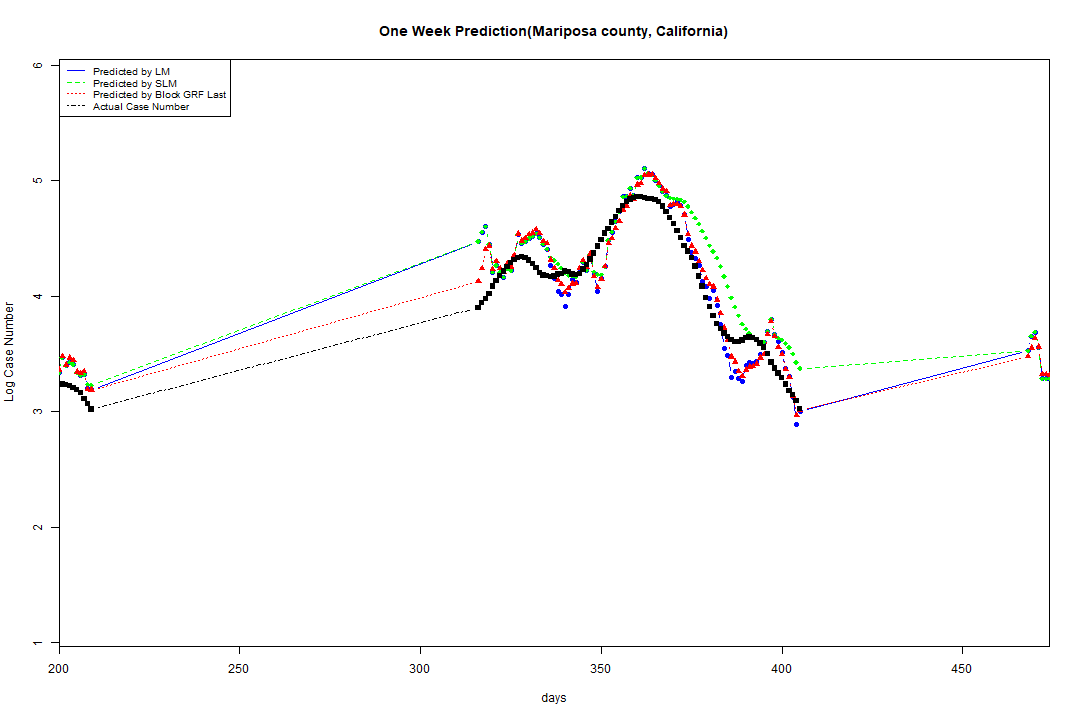 One Week Prediction(Mariposa county, California)
Predicted by LM
Predicted by SLM
Predicted by Block GRF Last
Actual Case Number
Log Case Number
6
5
4
3
2
1
200 250 300 350 400 450
days